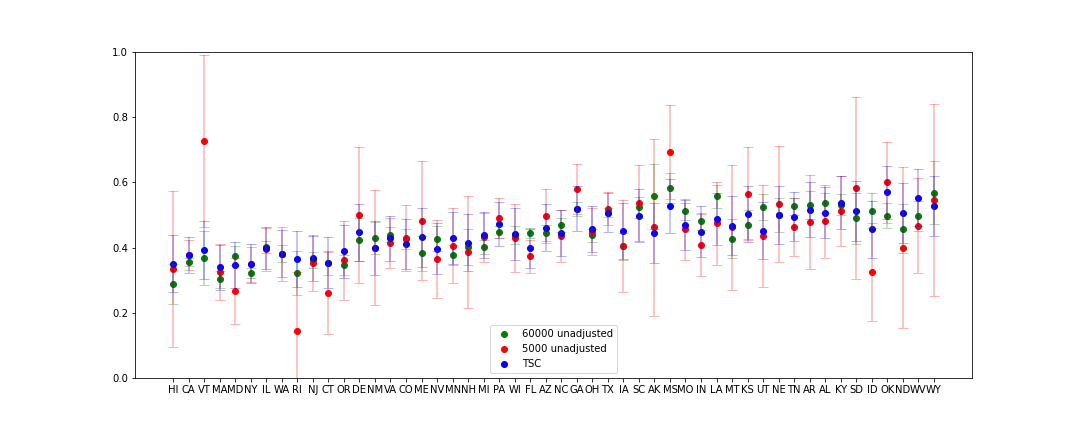 1.0
0.8
0.6
0.4
0.2
0.0
60000 unadjusted
5000 unadjusted
TSC
HI CA VT MA MD NY IL WA RI NJ CT OR DE NM VA CO ME NV MN NH MI PA WI FL AZ NC GA OH TX IA SC AK MS MO IN LA MT KS UT NE TN AR AL KY SD ID OK ND WV WY